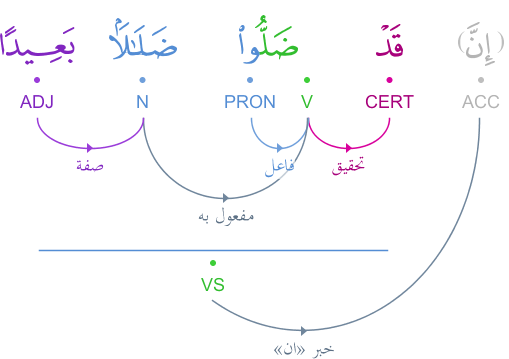 (إِنَّ) قَدْ ضَلُّوا۟ ضَلَـٰلًۢا بَعِيدًا
ACC CERT V PRON N ADJ
تحقيق فاعل صفة
مفعول به
VS
خبر «ان»